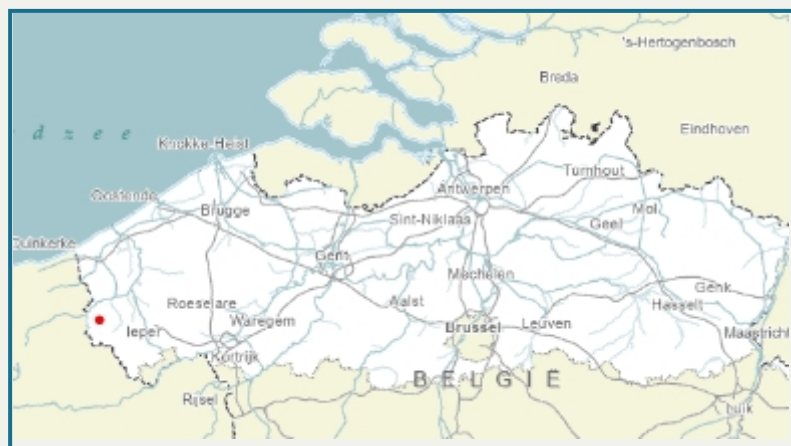 's-Hertogenbosch
Breda
d z e e
Eindhoven
Knokke-Heist
Turnhout
Antwerpen
Oostende
Mol
Brugge
Sint-Niklaas
Geel
Duinkerke
Gent
Mechelen
Genk
Roeselare
Aalst
Hasselt
Waregem
Brussel
Leuven
Ieper
Maastricht
Kortrijk
BELGIË
Rijsel
Luik